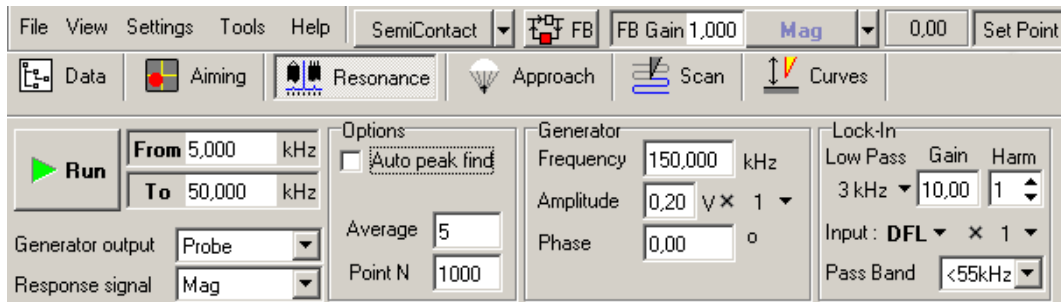 File View Settings Tools Help SemiContact FB FB Gain 1,000 Mag 0,00 Set Point
Data Aiming Resonance Approach Scan Curves
Run
From 5,000 kHz
To 50,000 kHz
Generator output Probe
Response signal Mag
Options
Auto peak find
Average 5
Point N 1000
Generator
Frequency 150,000 kHz
Amplitude 0,20 V × 1
Phase 0,00 °
Lock-In
Low Pass Gain Harm
3 kHz 10,00 1
Input : DFL × 1
Pass Band <55kHz